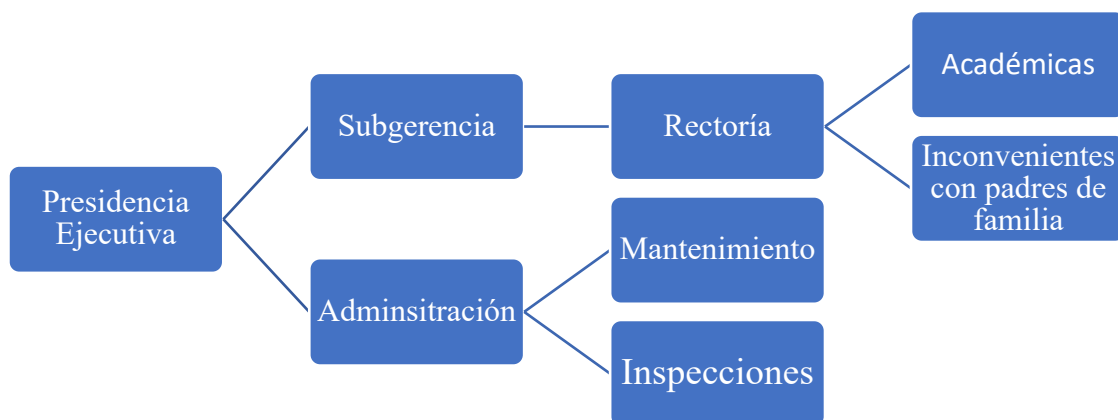 Presidencia
Ejecutiva
Subgerencia
Rectoría
Académicas
Inconvenientes
con padres de
familia
Adminsitración
Mantenimiento
Inspecciones